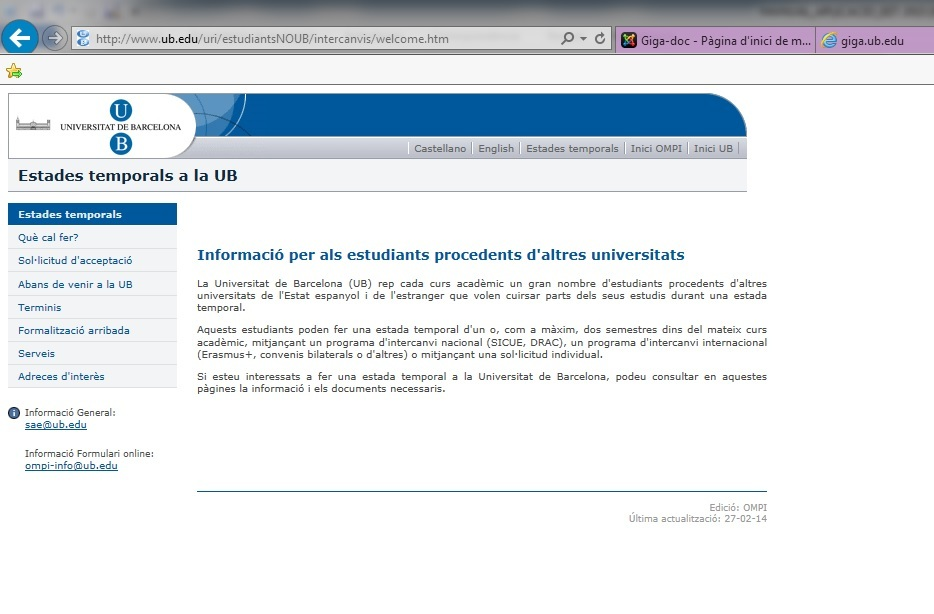 http://www.ub.edu/uri/estudiantsNOUB/intercanvis/welcome.htm
Giga-doc - Pàgina d'inici de m...
giga.ub.edu
U
UNIVERSITAT DE BARCELONA
B
Castellano | English | Estades temporals | Inici OMPI | Inici UB
Estades temporals a la UB
Estades temporals
Què cal fer?
Sol·licitud d'acceptació
Abans de venir a la UB
Terminis
Formalització arribada
Serveis
Adreces d'interès
Informació General:
sae@ub.edu
Informació Formulari online:
ompi-info@ub.edu
Informació per als estudiants procedents d'altres universitats
La Universitat de Barcelona (UB) rep cada curs acadèmic un gran nombre d'estudiants procedents d'altres
universitats de l'Estat espanyol i de l'estranger que volen cuirsar parts dels seus estudis durant una estada
temporal.
Aquests estudiants poden fer una estada temporal d'un o, com a màxim, dos semestres dins del mateix curs
acadèmic, mitjançant un programa d'intercanvi nacional (SICUE, DRAC), un programa d'intercanvi internacional
(Erasmus+, convenis bilaterals o d'altres) o mitjançant una sol·licitud individual.
Si esteu interessats a fer una estada temporal a la Universitat de Barcelona, podeu consultar en aquestes
pàgines la informació i els documents necessaris.
Edició: OMPI
Última actualització: 27-02-14